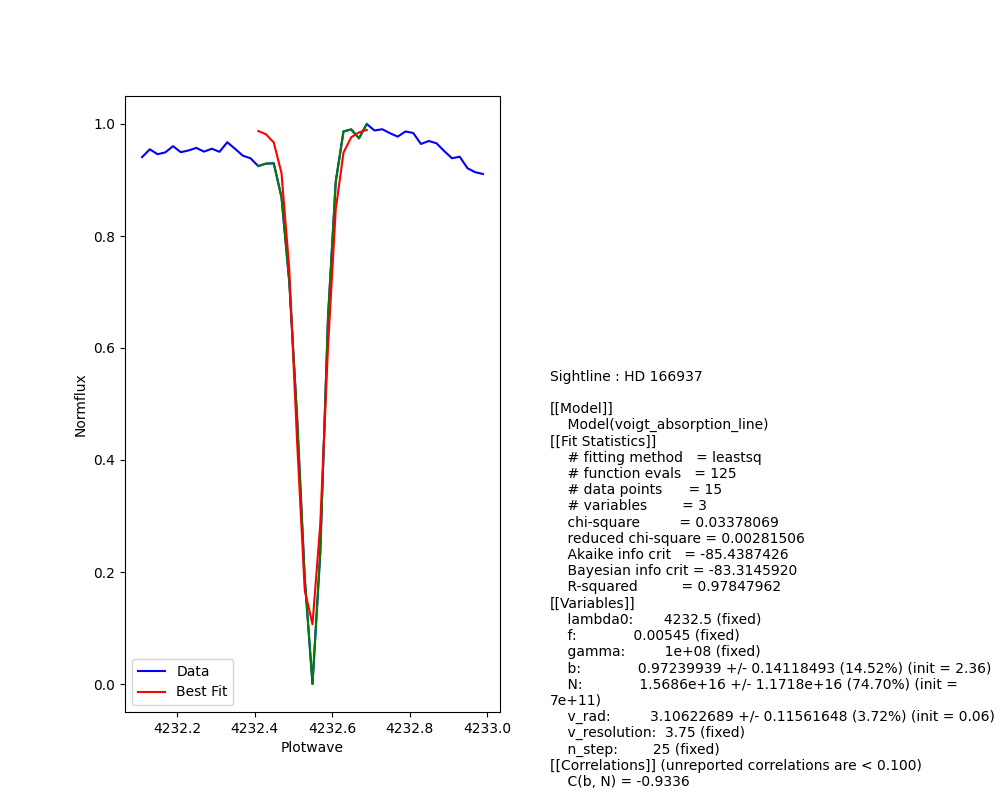 1.0
0.8
0.6
0.4
0.2
0.0
Normflux
Data
Best Fit
4232.2 4232.4 4232.6 4232.8 4233.0
Plotwave
Sightline : HD 166937
[[Model]]
Model(voigt_absorption_line)
[[Fit Statistics]]
# fitting method = leastsq
# function evals = 125
# data points = 15
# variables = 3
chi-square = 0.03378069
reduced chi-square = 0.00281506
Akaike info crit = -85.4387426
Bayesian info crit = -83.3145920
R-squared = 0.97847962
[[Variables]]
lambda0: 4232.5 (fixed)
f: 0.00545 (fixed)
gamma: 1e+08 (fixed)
b: 0.97239939 +/- 0.14118493 (14.52%) (init = 2.36)
N: 1.5686e+16 +/- 1.1718e+16 (74.70%) (init =
7e+11)
v_rad: 3.10622689 +/- 0.11561648 (3.72%) (init = 0.06)
v_resolution: 3.75 (fixed)
n_step: 25 (fixed)
[[Correlations]] (unreported correlations are < 0.100)
C(b, N) = -0.9336